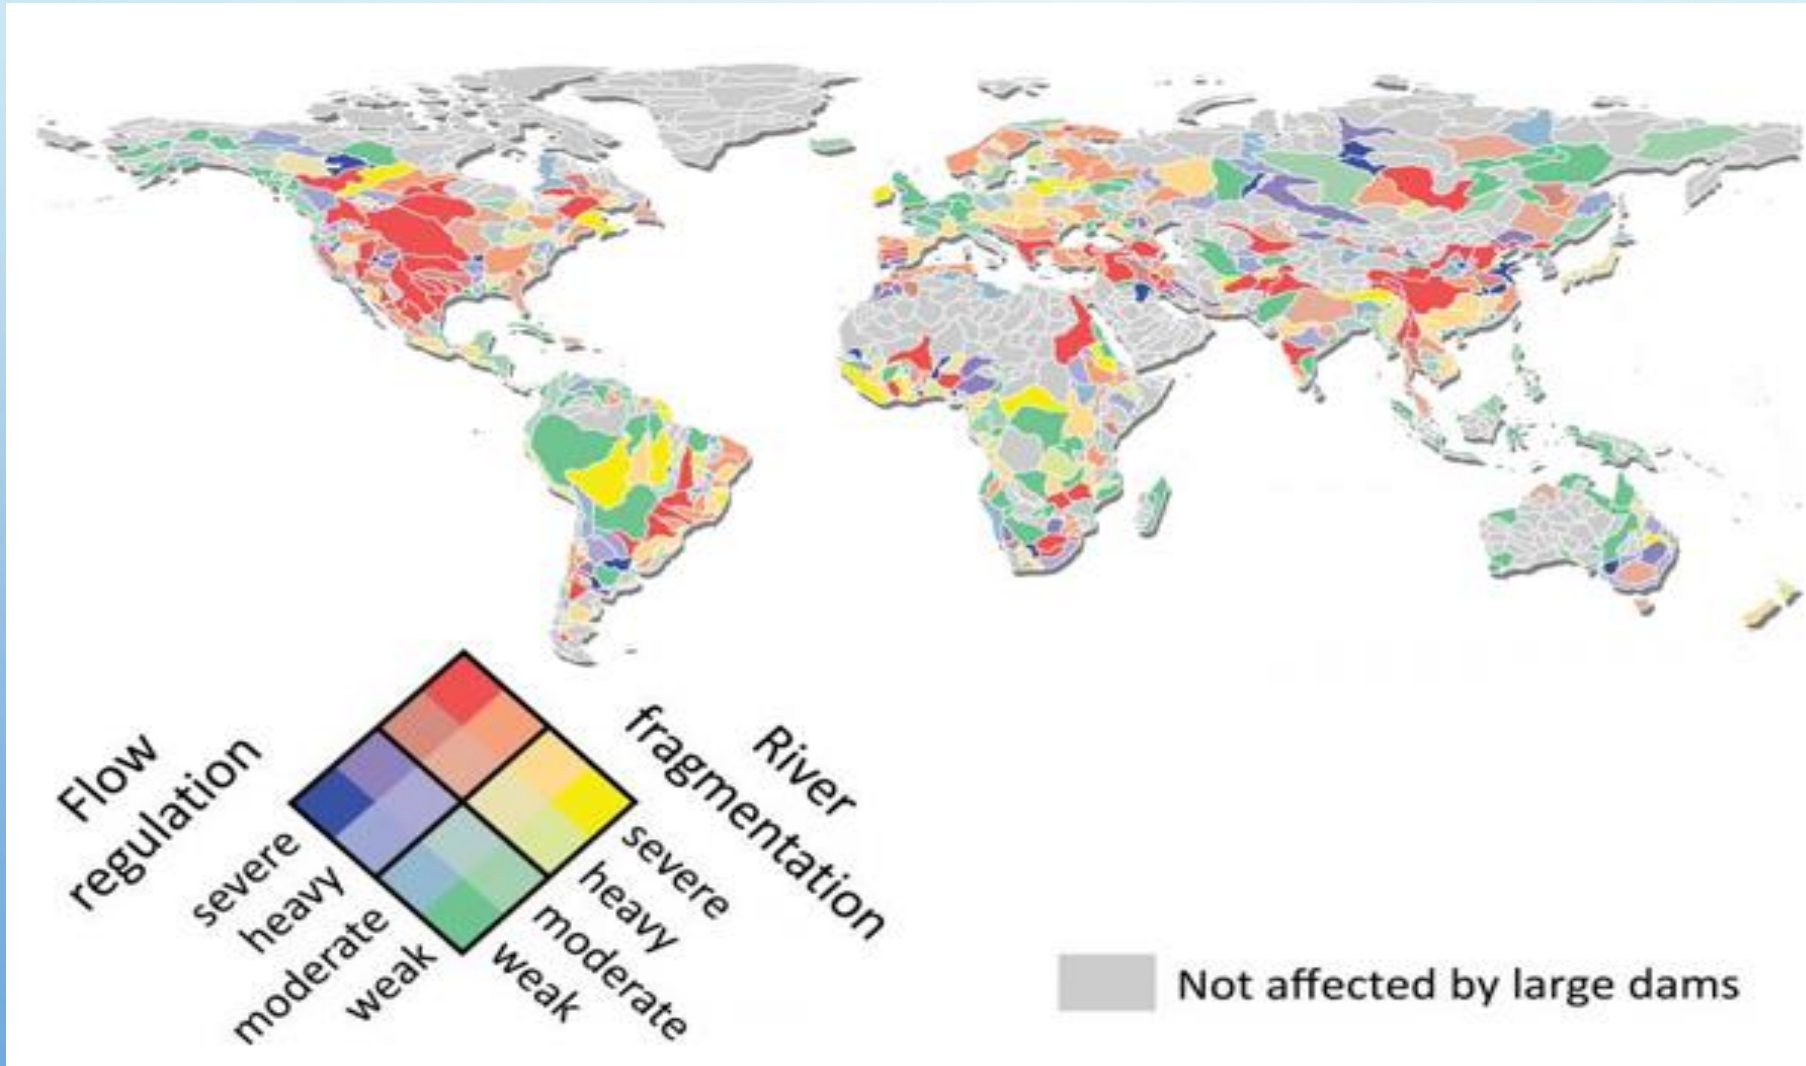 Flow
regulation
severe
heavy
moderate
weak
River
fragmentation
severe
heavy
moderate
weak
Not affected by large dams